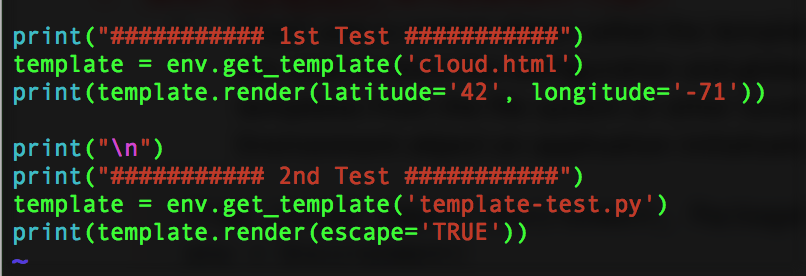 print("########### 1st Test ###########")
template = env.get_template('cloud.html')
print(template.render(latitude='42', longitude='-71'))
print("\n")
print("########### 2nd Test ###########")
template = env.get_template('template-test.py')
print(template.render(escape='TRUE'))
~